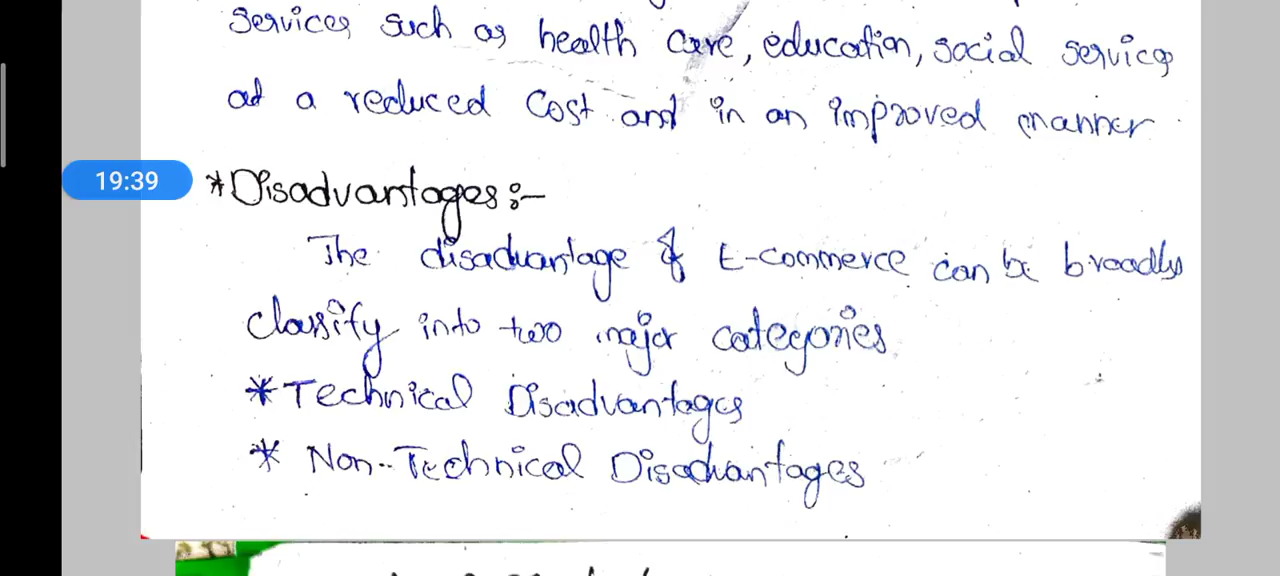 services such as health care, education, social services
at a reduced cost and in an improved manner.
19:39
*Disadvantages:-
The disadvantage of E-commerce can be broadly
classify into two major categories
*Technical Disadvantages
* Non-Technical Disadvantages